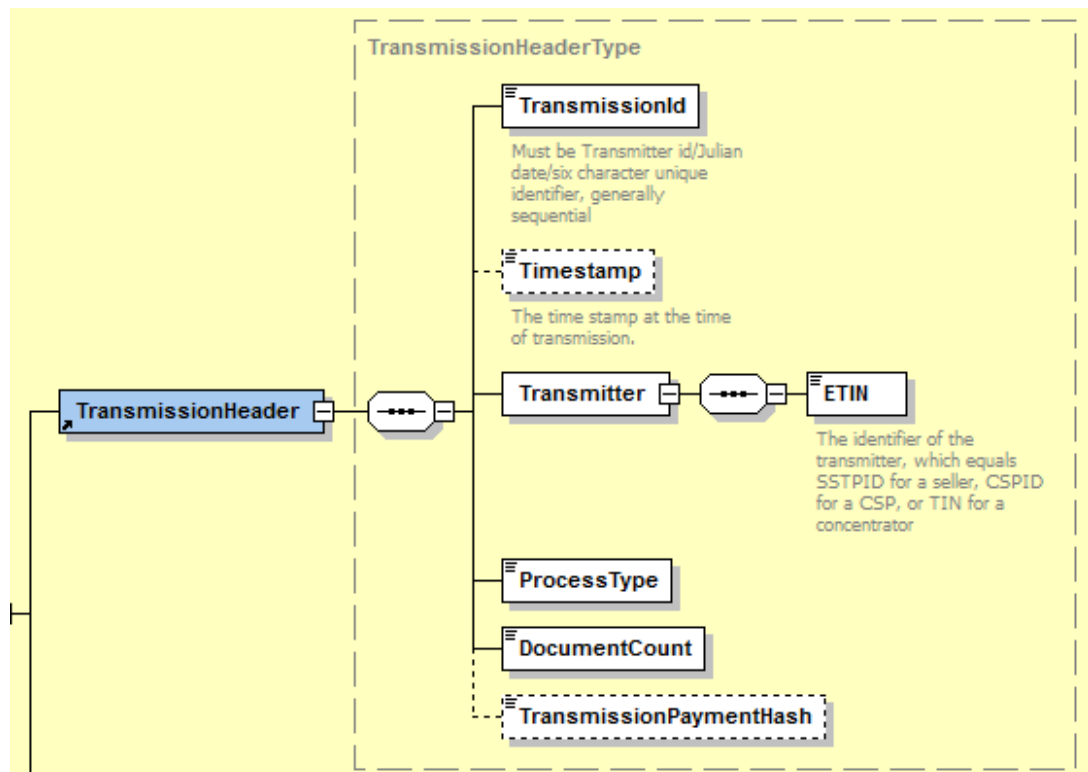 TransmissionHeaderType
TransmissionId
Must be Transmitter id/Julian
date/six character unique
identifier, generally
sequential
Timestamp
The time stamp at the time
of transmission.
TransmissionHeader
Transmitter
ETIN
The identifier of the
transmitter, which equals
SSTPID for a seller, CSPID
for a CSP, or TIN for a
concentrator
ProcessType
DocumentCount
TransmissionPaymentHash